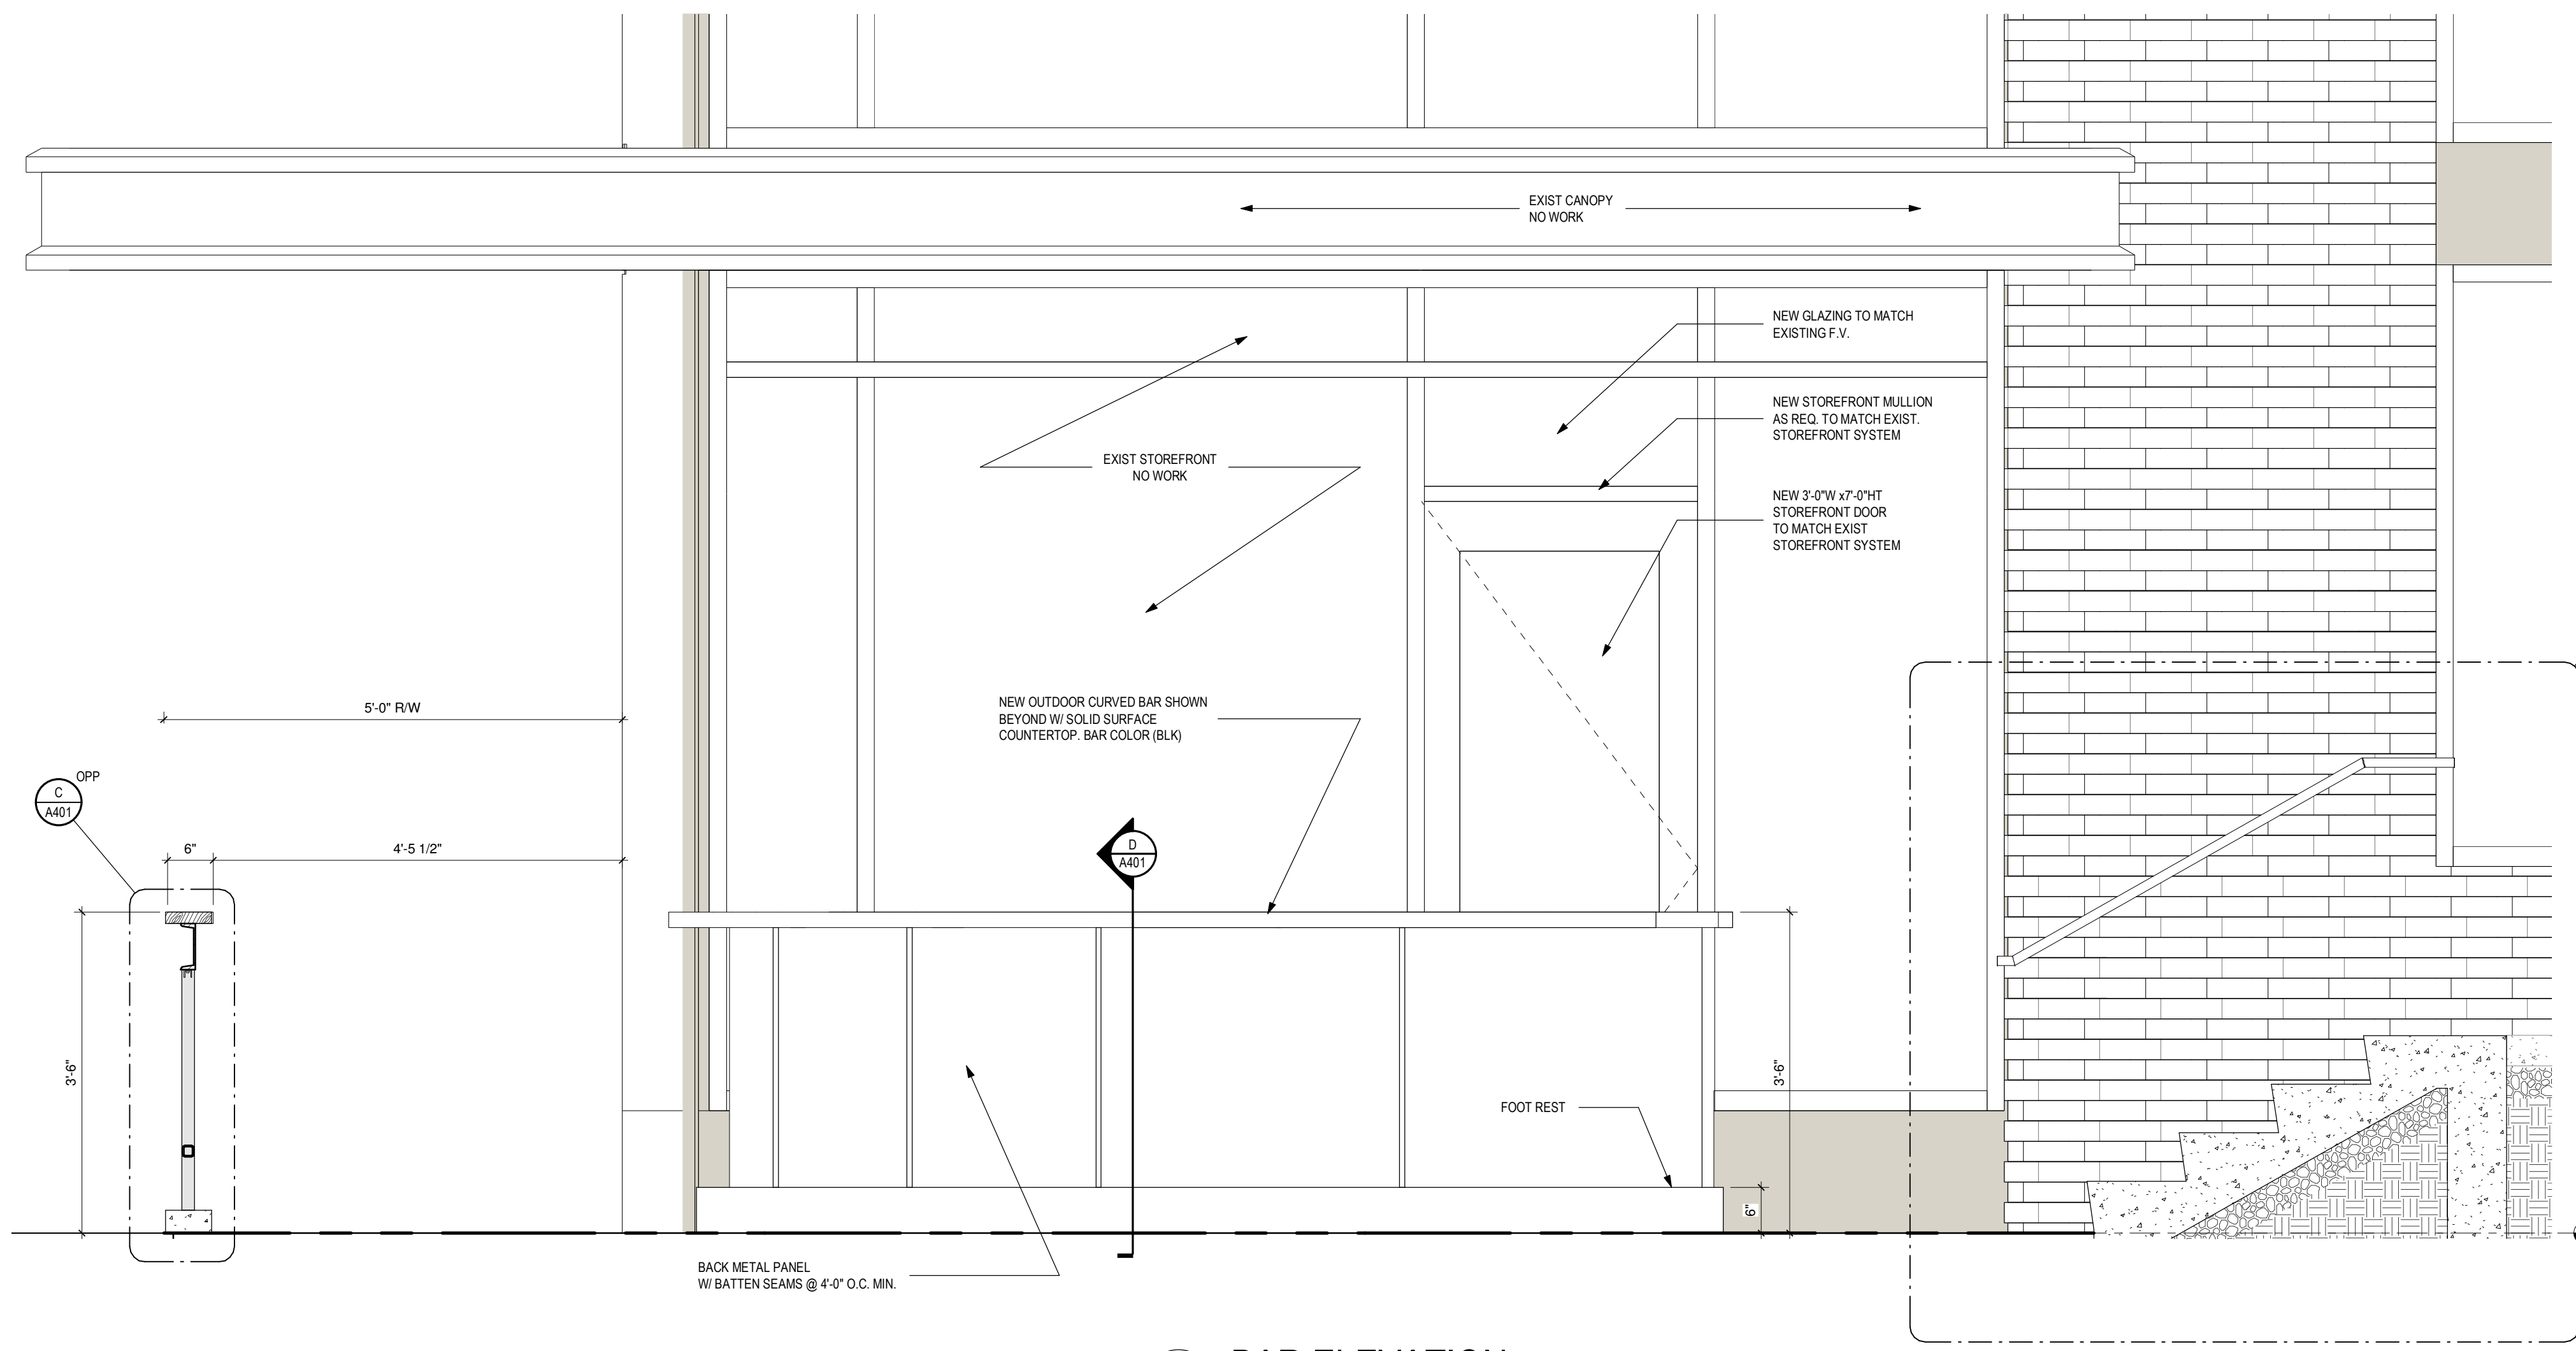 EXIST CANOPY
NO WORK
NEW GLAZING TO MATCH
EXISTING F.V.
NEW STOREFRONT MULLION
AS REQ. TO MATCH EXIST.
STOREFRONT SYSTEM
EXIST STOREFRONT
NO WORK
NEW 3'-0"W x7'-0"HT
STOREFRONT DOOR
TO MATCH EXIST
STOREFRONT SYSTEM
5'-0" R/W
NEW OUTDOOR CURVED BAR SHOWN
BEYOND W/ SOLID SURFACE
COUNTERTOP. BAR COLOR (BLK)
OPP
C
A401
6"
4'-5 1/2"
D
A401
3'-6"
3'-6"
FOOT REST
6"
BACK METAL PANEL
W/ BATTEN SEAMS @ 4'-0" O.C. MIN.
BAR ELEVATION